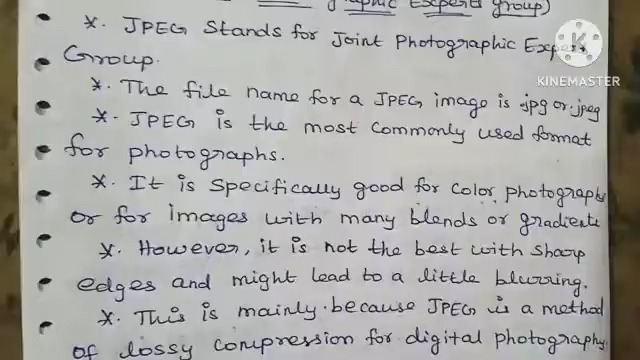 graphic Experts group)
*. JPEG Stands for Joint Photographic Expert
Group.
*. The file name for a JPEG image is .jpg or .jpeg
*. JPEG is the most commonly used format
for photographs.
*. It is specifically good for color photographs
or for images with many blends or gradients
*. However, it is not the best with sharp
edges and might lead to a little blurring.
*. This is mainly because JPEG is a method
of lossy compression for digital photography
KINEMASTER